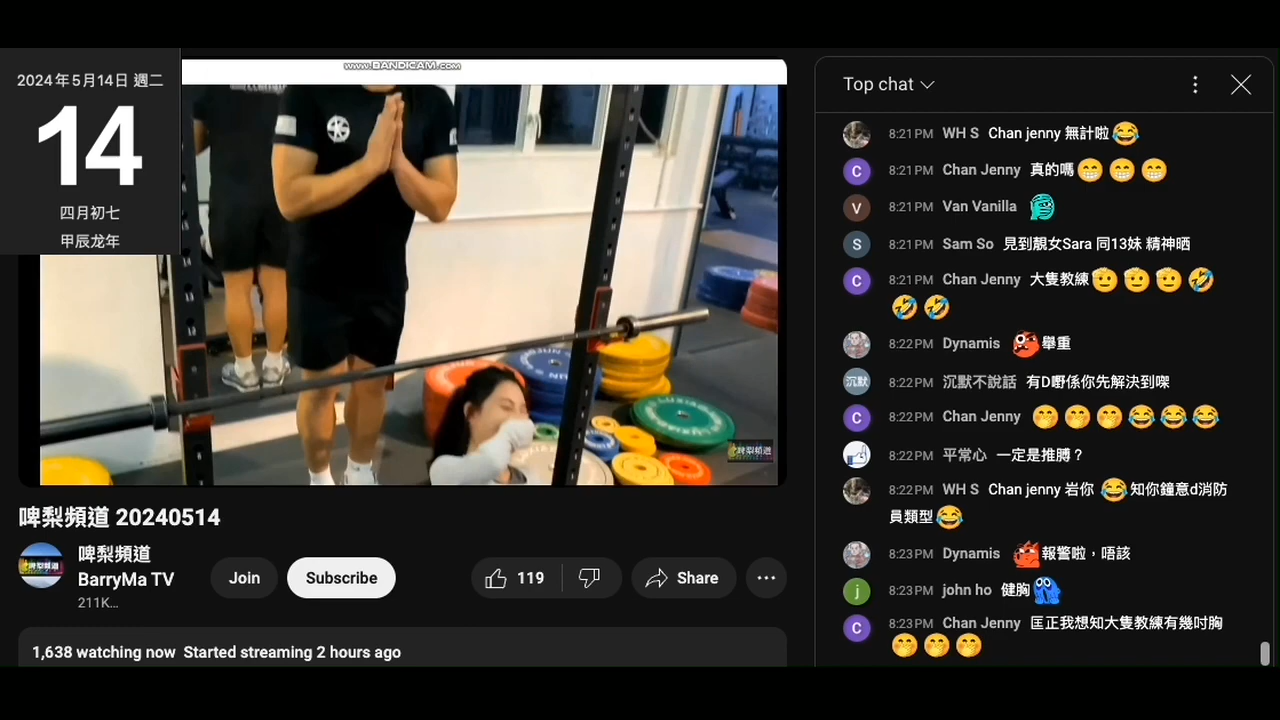 2024年5月14日 週二
14
四月初七
甲辰龙年
www.BANDICAM.com
啤梨頻道
啤梨頻道 20240514
啤梨頻道
BarryMa TV
211K...
Join
Subscribe
119
Share
1,638 watching now Started streaming 2 hours ago
Top chat
8:21 PM WH S Chan jenny 無計啦
8:21 PM Chan Jenny 真的嗎
8:21 PM Van Vanilla
8:21 PM Sam So 見到靚女Sara 同13妹 精神晒
8:21 PM Chan Jenny 大隻教練
8:22 PM Dynamis 舉重
沉默 8:22 PM 沉默不說話 有D嘢係你先解決到㗎
8:22 PM Chan Jenny
8:22 PM 平常心 一定是推膊？
8:22 PM WH S Chan jenny 岩你 知你鐘意d消防
員類型
8:23 PM Dynamis 報警啦，唔該
8:23 PM john ho 健胸
8:23 PM Chan Jenny 匡正我想知大隻教練有幾吋胸